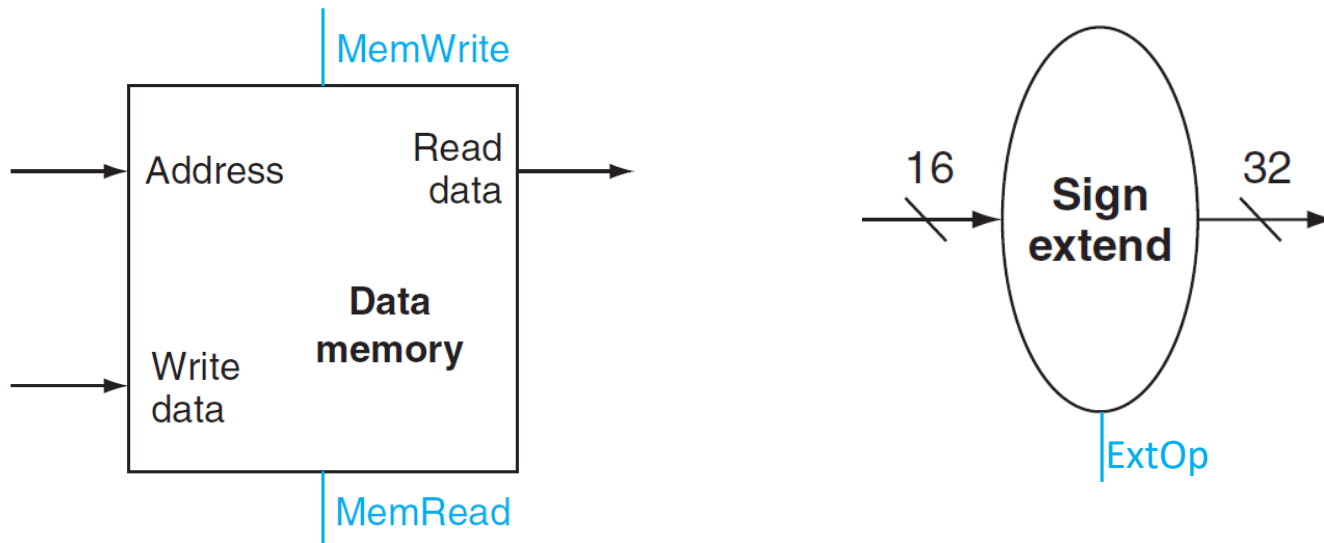 MemWrite
Address
Read
data
Data
memory
Write
data
MemRead
16
Sign
extend
32
ExtOp